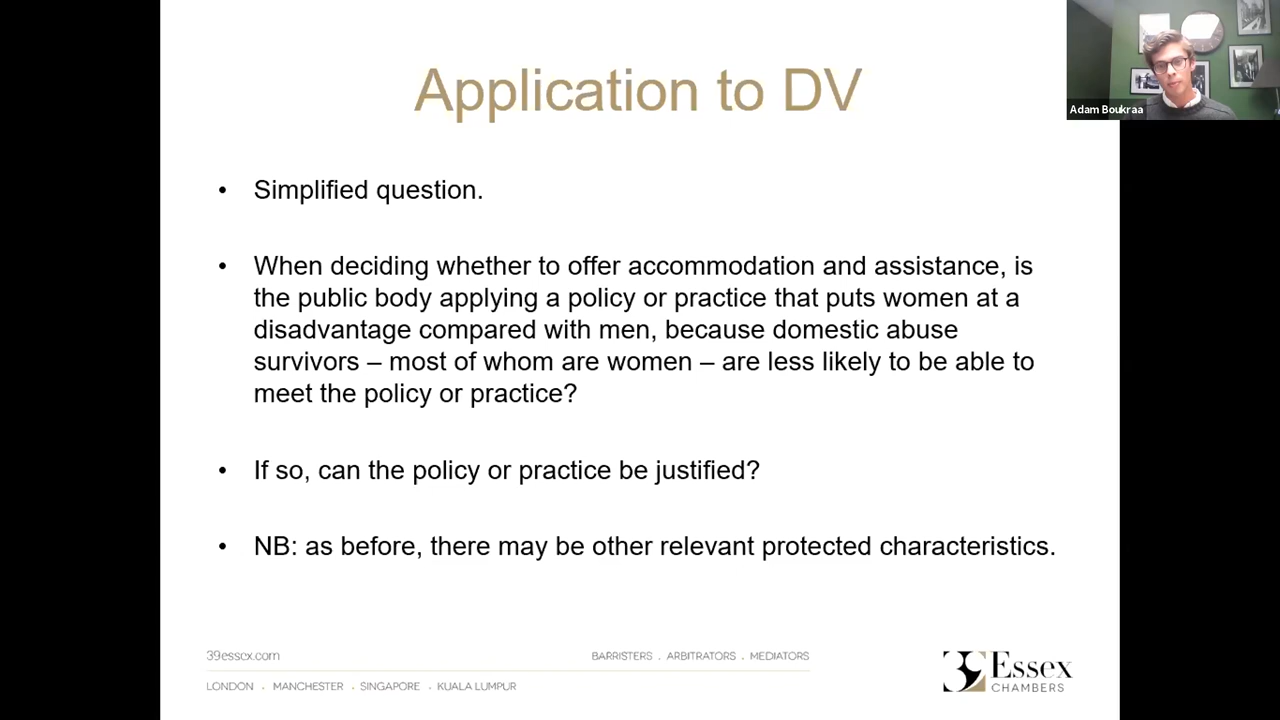 Application to DV
Adam Boukraa
• Simplified question.
• When deciding whether to offer accommodation and assistance, is
the public body applying a policy or practice that puts women at a
disadvantage compared with men, because domestic abuse
survivors – most of whom are women – are less likely to be able to
meet the policy or practice?
• If so, can the policy or practice be justified?
• NB: as before, there may be other relevant protected characteristics.
39essex.com
BARRISTERS . ARBITRATORS . MEDIATORS
LONDON . MANCHESTER . SINGAPORE . KUALA LUMPUR
39 Essex
CHAMBERS